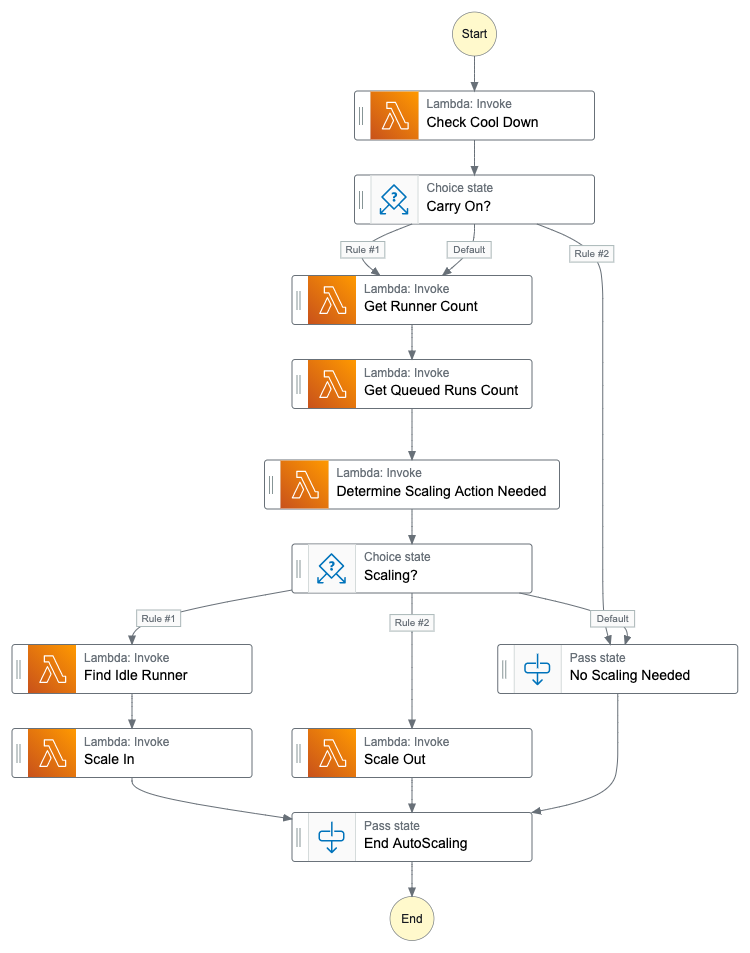 Start
Lambda: Invoke
Check Cool Down
Choice state
Carry On?
Rule #1
Default
Rule #2
Lambda: Invoke
Get Runner Count
Lambda: Invoke
Get Queued Runs Count
Lambda: Invoke
Determine Scaling Action Needed
Choice state
Scaling?
Rule #1
Rule #2
Default
Lambda: Invoke
Find Idle Runner
Pass state
No Scaling Needed
Lambda: Invoke
Scale In
Lambda: Invoke
Scale Out
Pass state
End AutoScaling
End